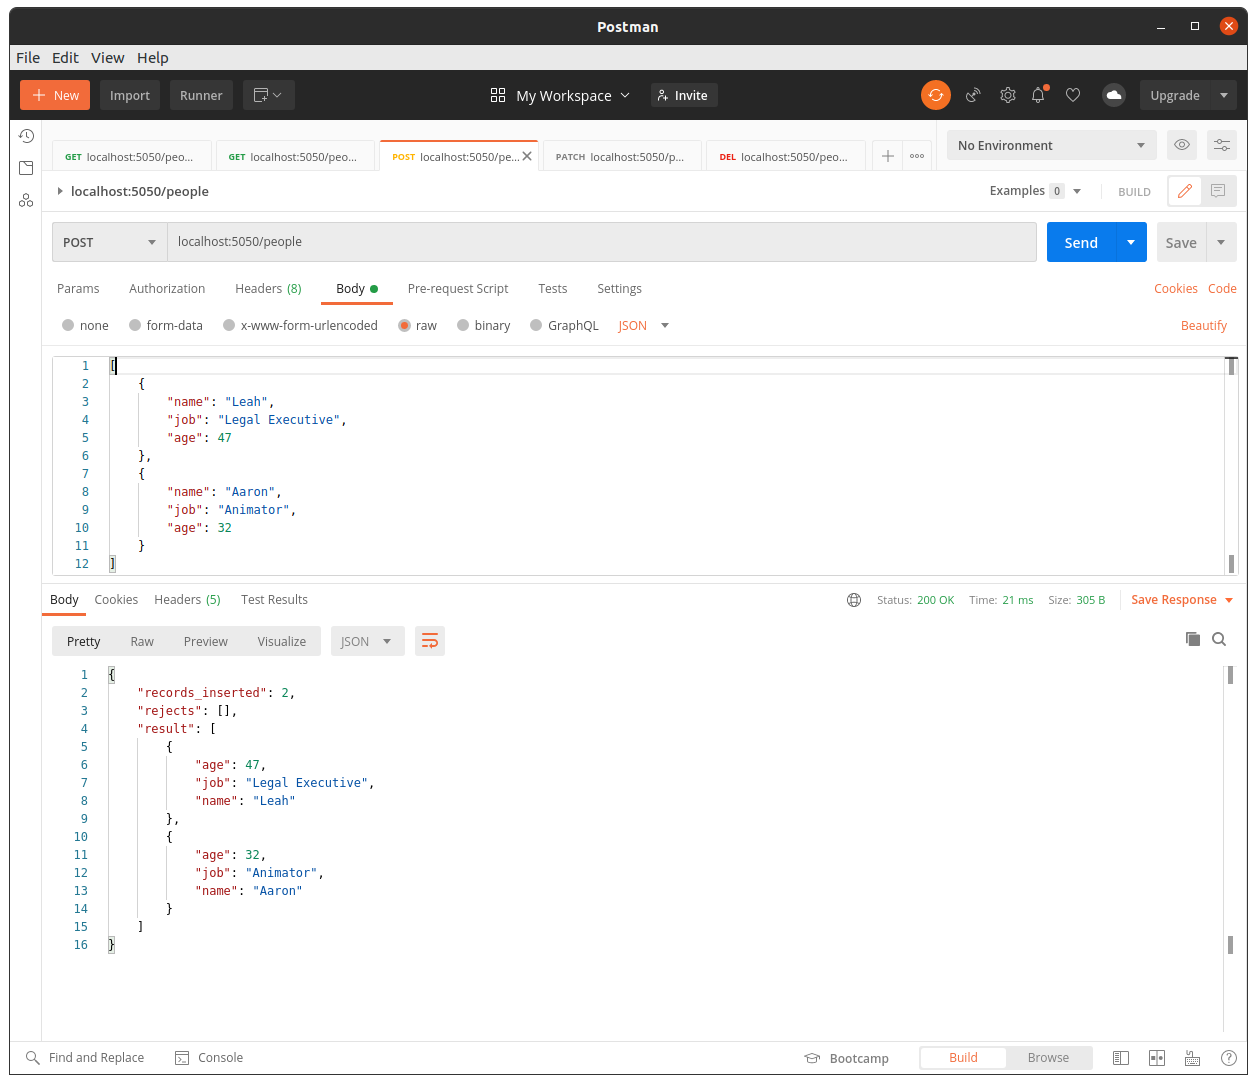 Postman
File Edit View Help
New Import Runner My Workspace Invite Upgrade
GET localhost:5050/peo... GET localhost:5050/peo... POST localhost:5050/pe... PATCH localhost:5050/p... DEL localhost:5050/peo... No Environment
localhost:5050/people Examples 0 BUILD
POST localhost:5050/people Send Save
Params Authorization Headers (8) Body Pre-request Script Tests Settings Cookies Code
none form-data x-www-form-urlencoded raw binary GraphQL JSON Beautify
1 [
2 {
3 "name": "Leah",
4 "job": "Legal Executive",
5 "age": 47
6 },
7 {
8 "name": "Aaron",
9 "job": "Animator",
10 "age": 32
11 }
12 ]
Body Cookies Headers (5) Test Results Status: 200 OK Time: 21 ms Size: 305 B Save Response
Pretty Raw Preview Visualize JSON
1 {
2 "records_inserted": 2,
3 "rejects": [],
4 "result": [
5 {
6 "age": 47,
7 "job": "Legal Executive",
8 "name": "Leah"
9 },
10 {
11 "age": 32,
12 "job": "Animator",
13 "name": "Aaron"
14 }
15 ]
16 }
Find and Replace Console Bootcamp Build Browse